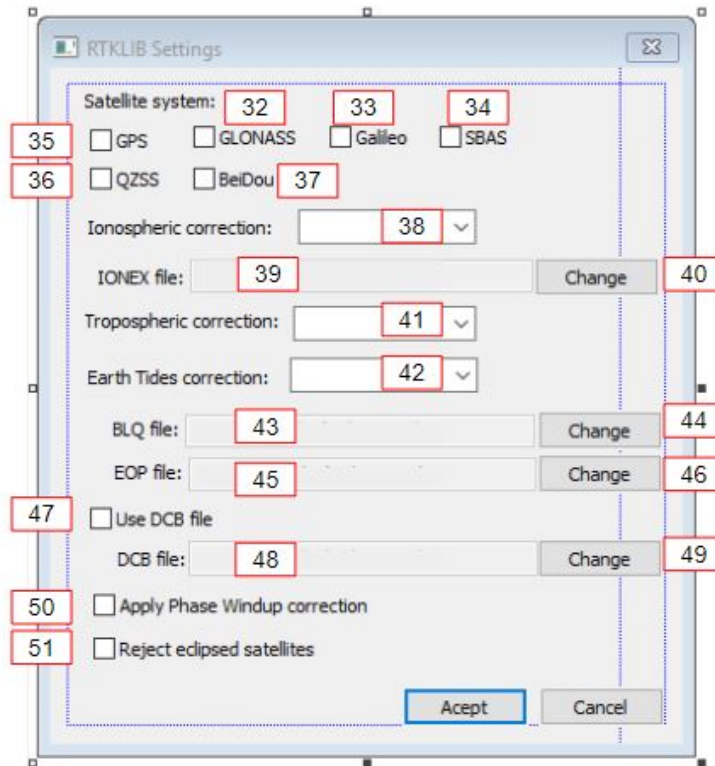 RTKLIB Settings
Satellite system: 32 33 34
35 GPS GLONASS Galileo SBAS
36 QZSS BeiDou 37
Ionospheric correction: 38
IONEX file: 39 Change 40
Tropospheric correction: 41
Earth Tides correction: 42
BLQ file: 43 Change 44
EOP file: 45 Change 46
47 Use DCB file
DCB file: 48 Change 49
50 Apply Phase Windup correction
51 Reject eclipsed satellites
Acept Cancel